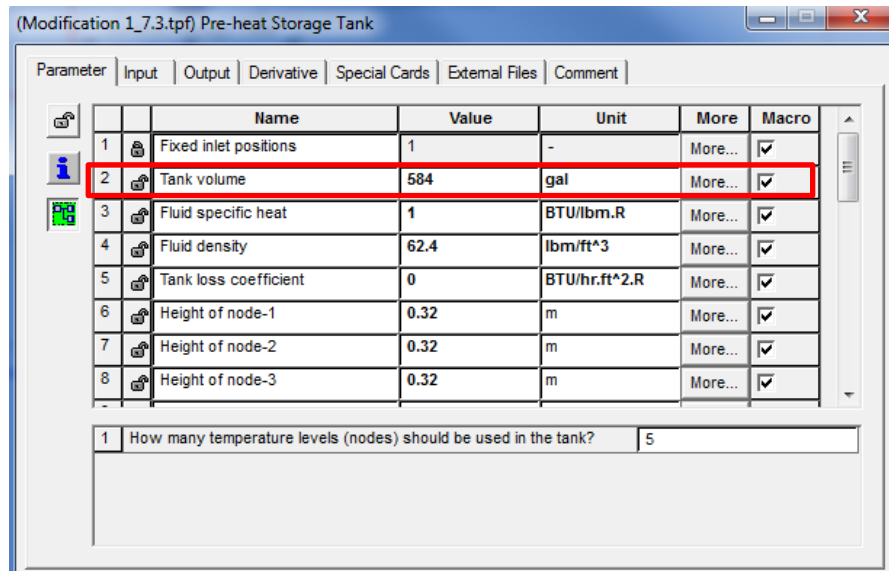 (Modification 1_7.3.tpf) Pre-heat Storage Tank
Parameter Input Output Derivative Special Cards External Files Comment
Name Value Unit More Macro
1 Fixed inlet positions 1 - More...
2 Tank volume 584 gal More...
3 Fluid specific heat 1 BTU/lbm.R More...
4 Fluid density 62.4 lbm/ft^3 More...
5 Tank loss coefficient 0 BTU/hr.ft^2.R More...
6 Height of node-1 0.32 m More...
7 Height of node-2 0.32 m More...
8 Height of node-3 0.32 m More...
1 How many temperature levels (nodes) should be used in the tank? 5